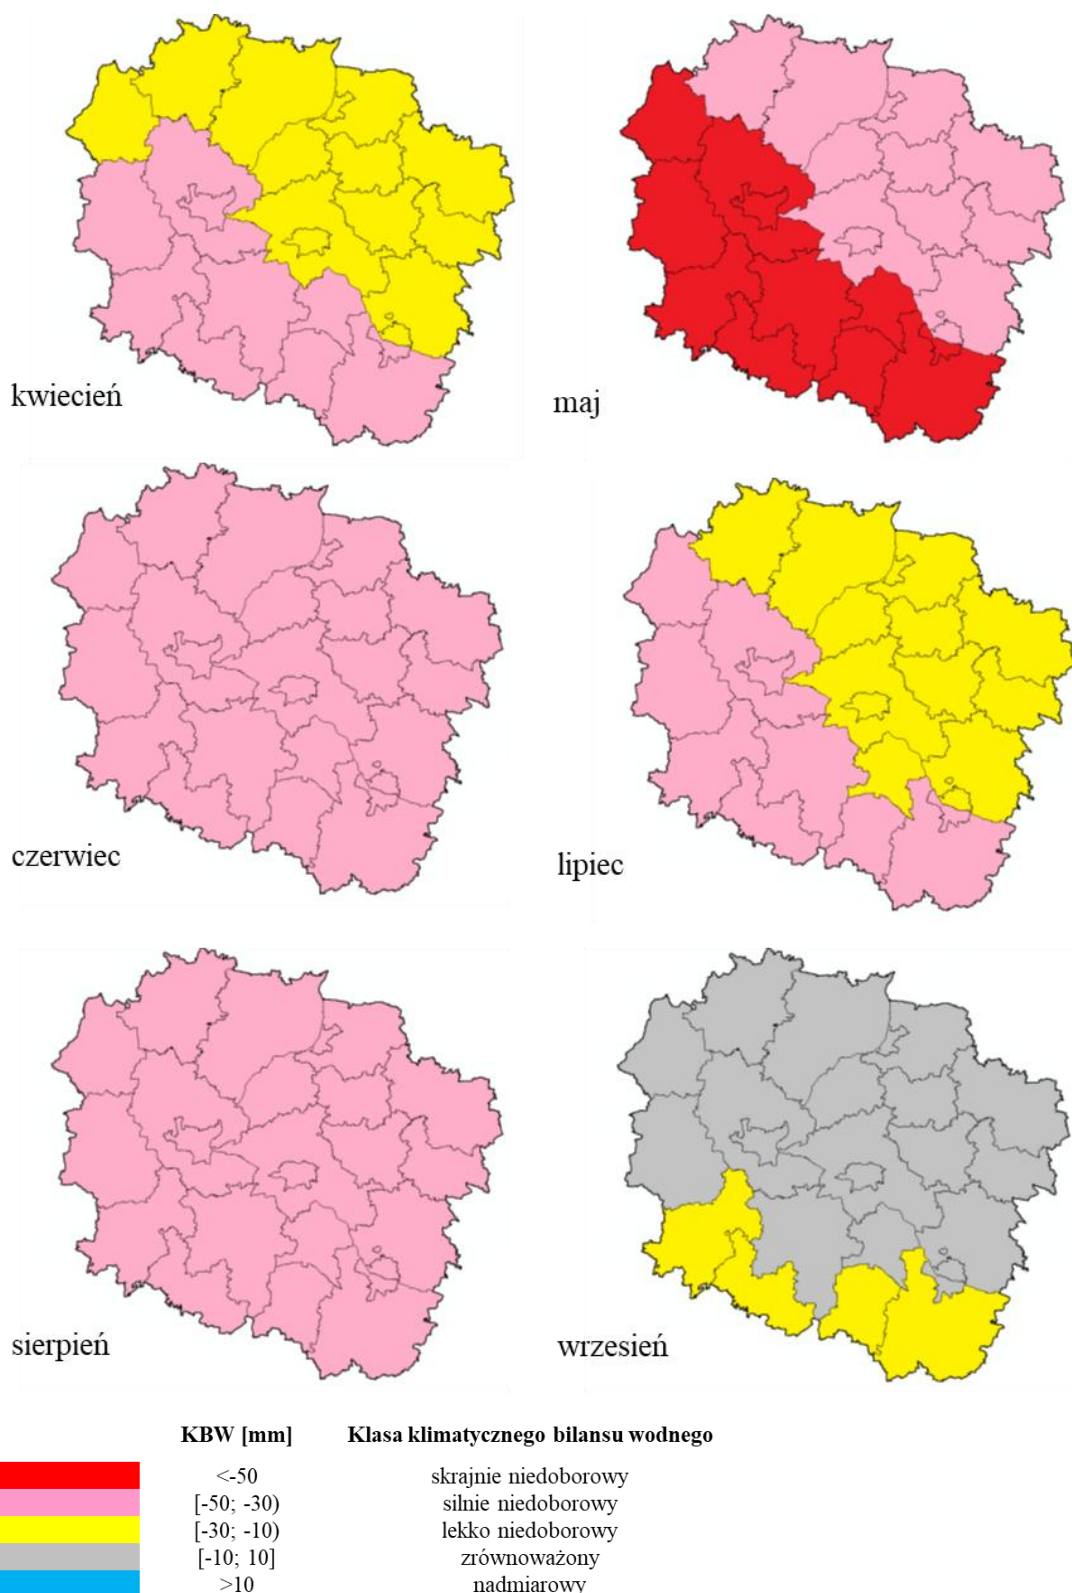 kwiecień
maj
czerwiec
lipiec
sierpień
wrzesień
KBW [mm] Klasa klimatycznego bilansu wodnego
<-50 skrajnie niedoborowy
[-50; -30) silnie niedoborowy
[-30; -10) lekko niedoborowy
[-10; 10] zrównoważony
>10 nadmiarowy